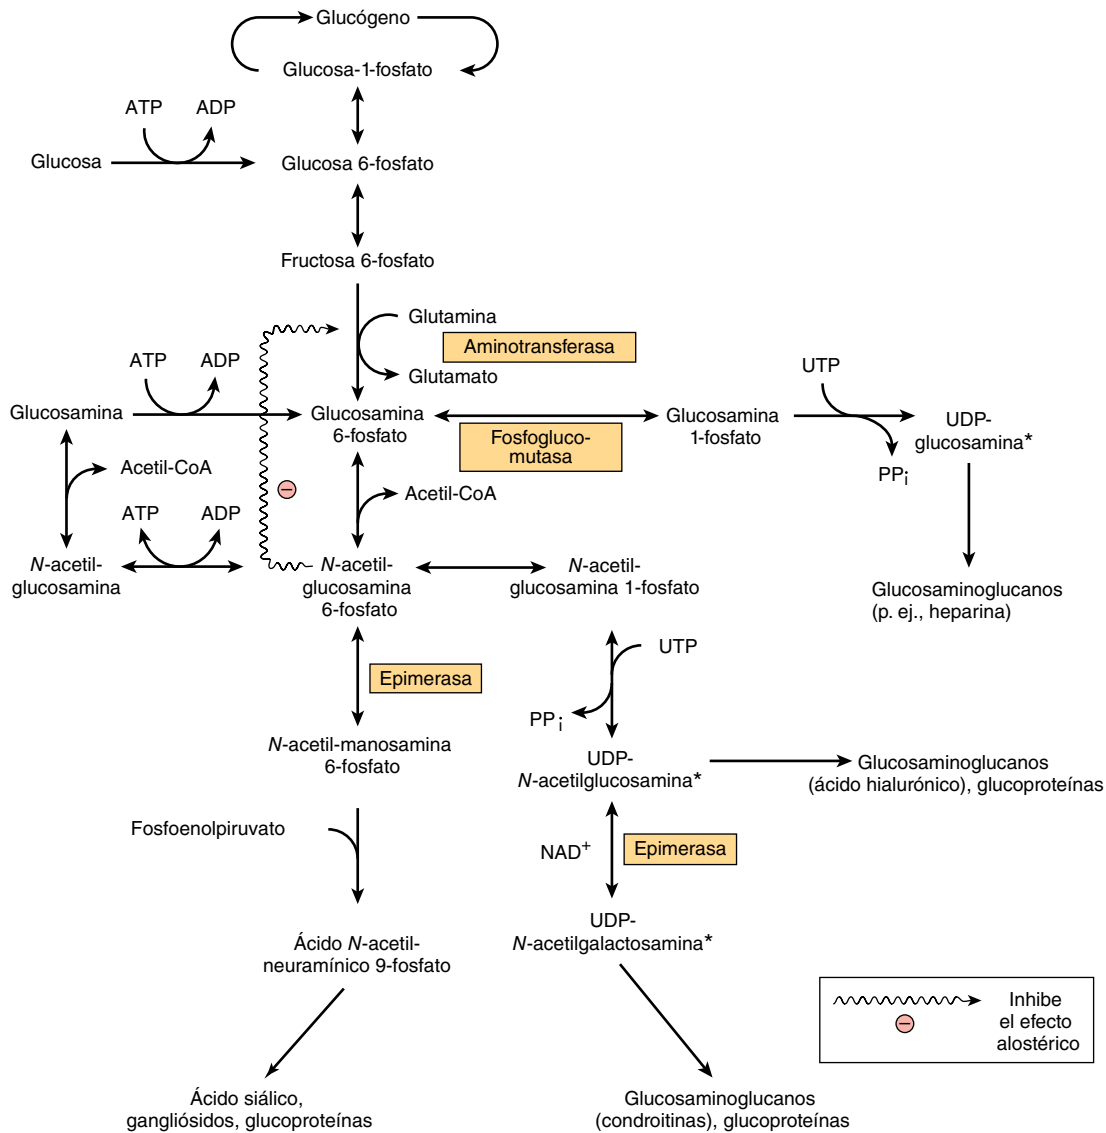 Glucógeno
Glucosa-1-fosfato
ATP
ADP
Glucosa
Glucosa 6-fosfato
Fructosa 6-fosfato
Glutamina
Aminotransferasa
Glutamato
ATP
ADP
UTP
Glucosamina
Glucosamina
6-fosfato
Fosfogluco-
mutasa
Glucosamina
1-fosfato
UDP-
glucosamina*
PPi
Acetil-CoA
−
Acetil-CoA
ATP
ADP
N-acetil-
glucosamina
N-acetil-
glucosamina
6-fosfato
N-acetil-
glucosamina 1-fosfato
Glucosaminoglucanos
(p. ej., heparina)
Epimerasa
UTP
PPi
N-acetil-manosamina
6-fosfato
UDP-
N-acetilglucosamina*
Glucosaminoglucanos
(ácido hialurónico), glucoproteínas
Fosfoenolpiruvato
NAD+
Epimerasa
Ácido N-acetil-
neuramínico 9-fosfato
UDP-
N-acetilgalactosamina*
Inhibe
el efecto
alostérico
−
Ácido siálico,
gangliósidos, glucoproteínas
Glucosaminoglucanos
(condroitinas), glucoproteínas